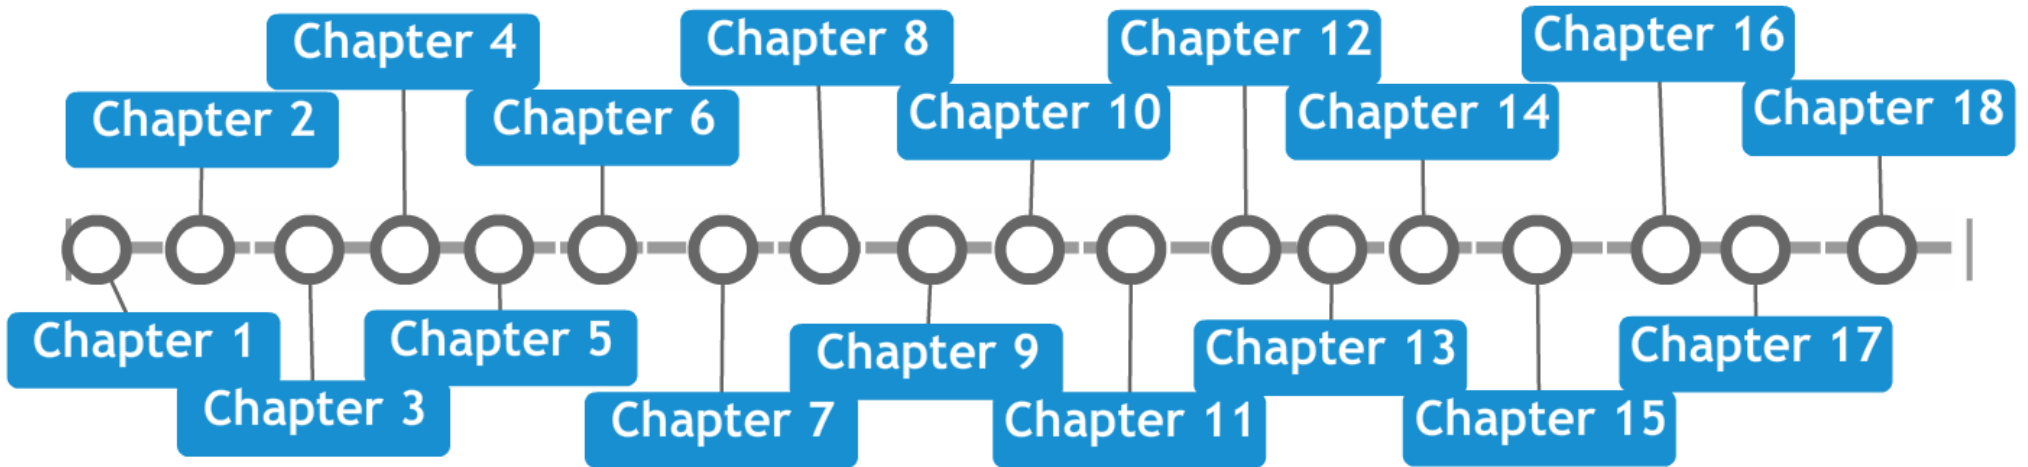 Chapter 1
Chapter 2
Chapter 3
Chapter 4
Chapter 5
Chapter 6
Chapter 7
Chapter 8
Chapter 9
Chapter 10
Chapter 11
Chapter 12
Chapter 13
Chapter 14
Chapter 15
Chapter 16
Chapter 17
Chapter 18